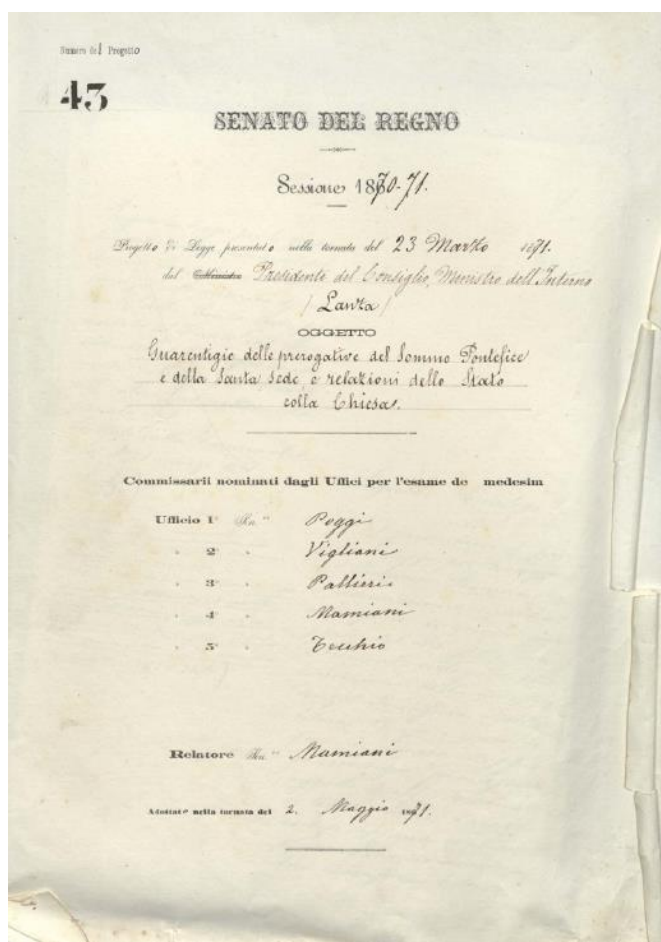 Numero del Progetto
43
SENATO DEL REGNO
Sessione 1870-71.
Progetto di Legge presentato nella tornata del 23 Marzo 1871.
dal Ministro Presidente del Consiglio, Ministro dell'Interno
(Lanza)
OGGETTO
Guarentigie delle prerogative del Sommo Pontefice
e della Santa Sede, e relazioni dello Stato
colla Chiesa.
Commissarii nominati dagli Uffici per l'esame de medesim
Ufficio 1° Sen.re Poggi
" 2° " Vigliani
" 3° " Pallieri
" 4° " Mamiani
" 5° " Tecchio
Relatore Sen.re Mamiani
Adottato nella tornata del 2. Maggio 1871.